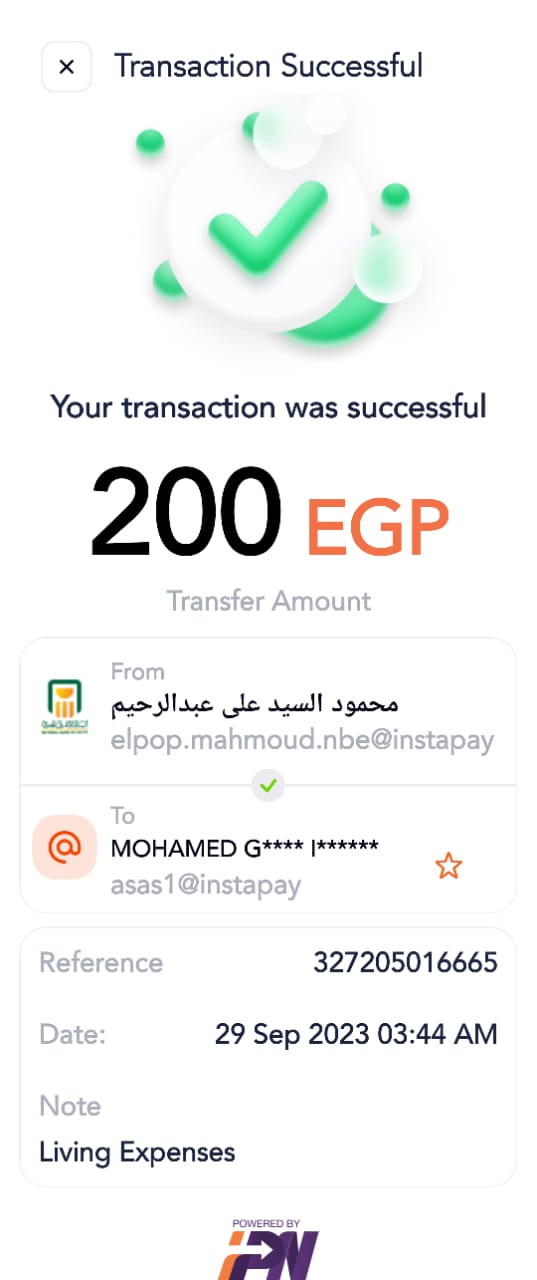 Transaction Successful
Your transaction was successful
200 EGP
Transfer Amount
From
محمود السيد على عبدالرحيم
elpop.mahmoud.nbe@instapay
To
MOHAMED G**** I******
asas1@instapay
Reference 327205016665
Date: 29 Sep 2023 03:44 AM
Note
Living Expenses
POWERED BY
IPN